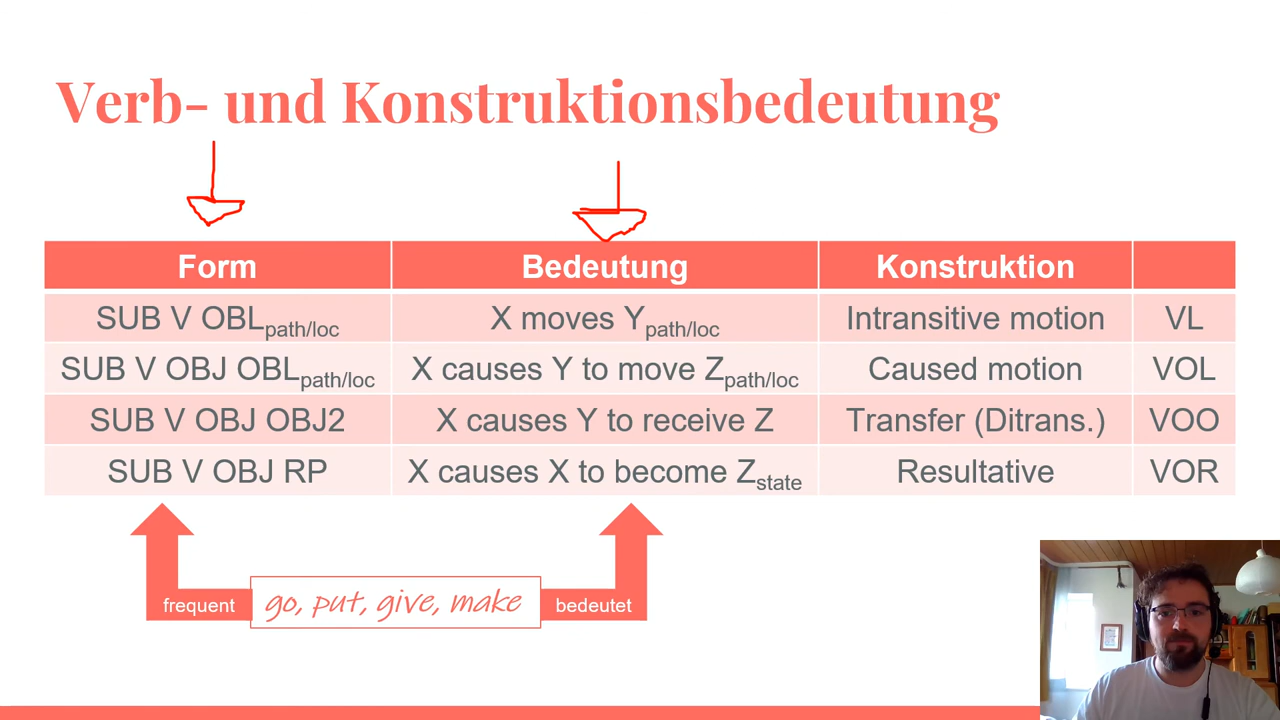 Verb- und Konstruktionsbedeutung
Form Bedeutung Konstruktion
SUB V OBLpath/loc X moves Ypath/loc Intransitive motion VL
SUB V OBJ OBLpath/loc X causes Y to move Zpath/loc Caused motion VOL
SUB V OBJ OBJ2 X causes Y to receive Z Transfer (Ditrans.) VOO
SUB V OBJ RP X causes X to become Zstate Resultative VOR
frequent go, put, give, make bedeutet